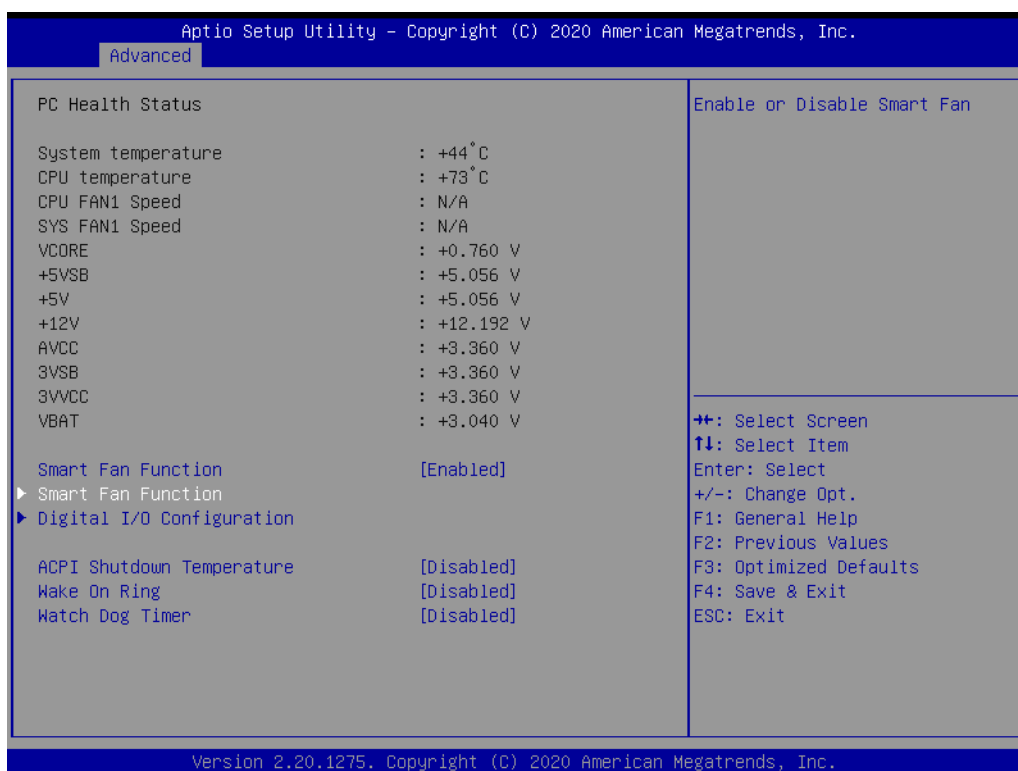 Aptio Setup Utility – Copyright (C) 2020 American Megatrends, Inc.
Advanced
PC Health Status
System temperature : +44°C
CPU temperature : +73°C
CPU FAN1 Speed : N/A
SYS FAN1 Speed : N/A
VCORE : +0.760 V
+5VSB : +5.056 V
+5V : +5.056 V
+12V : +12.192 V
AVCC : +3.360 V
3VSB : +3.360 V
3VVCC : +3.360 V
VBAT : +3.040 V
Smart Fan Function [Enabled]
▶ Smart Fan Function
▶ Digital I/O Configuration
ACPI Shutdown Temperature [Disabled]
Wake On Ring [Disabled]
Watch Dog Timer [Disabled]
Enable or Disable Smart Fan
→←: Select Screen
↑↓: Select Item
Enter: Select
+/-: Change Opt.
F1: General Help
F2: Previous Values
F3: Optimized Defaults
F4: Save & Exit
ESC: Exit
Version 2.20.1275. Copyright (C) 2020 American Megatrends, Inc.